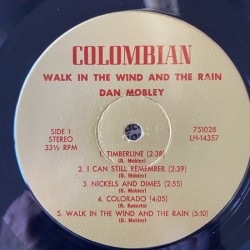 COLOMBIAN
WALK IN THE WIND AND THE RAIN
DAN MOBLEY
SIDE 1
STEREO
33⅓ RPM
751028
LH-14357
1. TIMBERLINE (2:39)
(D. Mobley)
2. I CAN STILL REMEMBER (2:39)
(D. Mobley)
3. NICKELS AND DIMES (2:55)
(D. Mobley)
4. COLORADO (4:05)
(R. Roberts)
5. WALK IN THE WIND AND THE RAIN (5:10)
(D. Mobley)